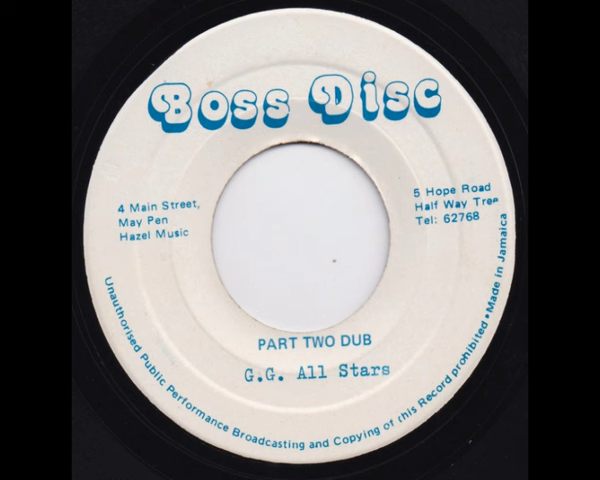 Boss Disc
4 Main Street,
May Pen
Hazel Music
5 Hope Road
Half Way Tree
Tel: 62768
PART TWO DUB
G.G. All Stars
Unauthorised Public Performance Broadcasting and Copying of this Record prohibited • Made in Jamaica